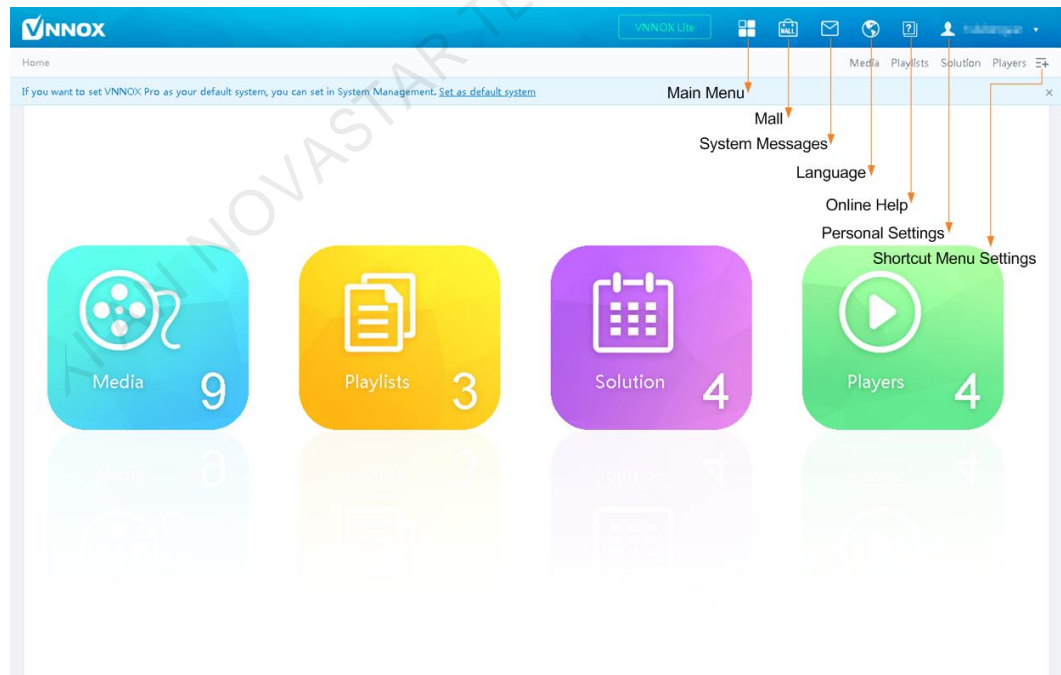 VNNOX
VNNOX Lite
MALL
Home
Media Playlists Solution Players
If you want to set VNNOX Pro as your default system, you can set in System Management. Set as default system
Main Menu
Mall
System Messages
Language
Online Help
Personal Settings
Shortcut Menu Settings
Media 9
Playlists 3
Solution 4
Players 4
XI'AN NOVASTAR TE